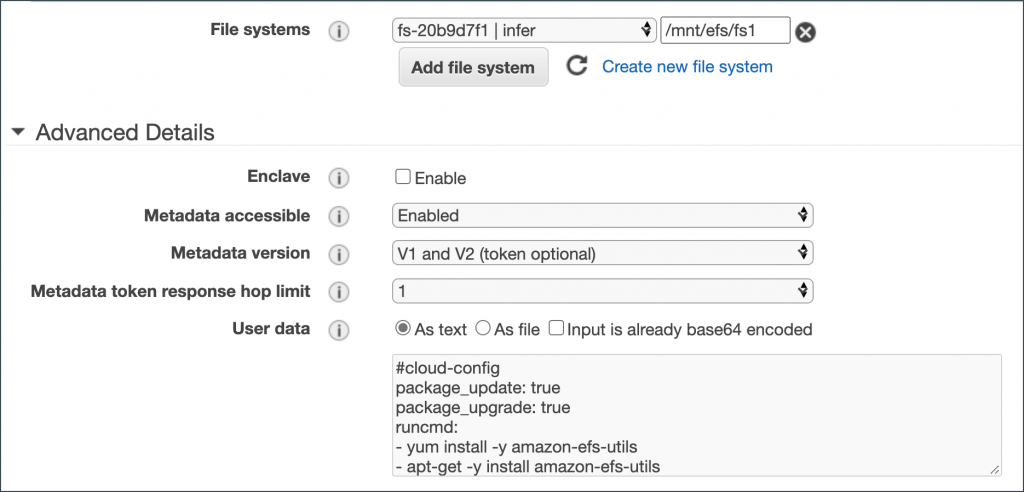 File systems i fs-20b9d7f1 | infer /mnt/efs/fs1
Add file system Create new file system
Advanced Details
Enclave i Enable
Metadata accessible i Enabled
Metadata version i V1 and V2 (token optional)
Metadata token response hop limit i 1
User data i As text As file Input is already base64 encoded
#cloud-config
package_update: true
package_upgrade: true
runcmd:
- yum install -y amazon-efs-utils
- apt-get -y install amazon-efs-utils